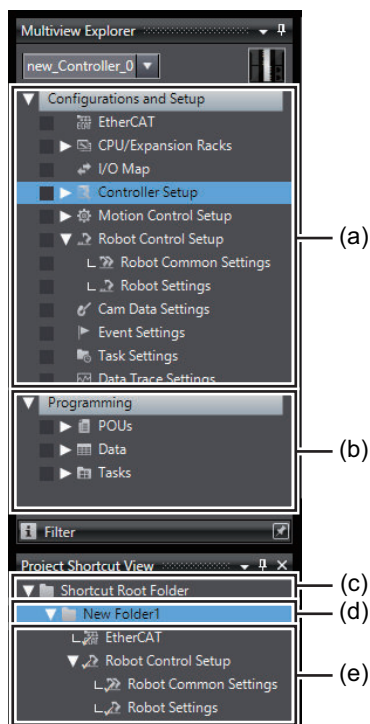 Multiview Explorer
new_Controller_0
Configurations and Setup
EtherCAT
CPU/Expansion Racks
I/O Map
Controller Setup
Motion Control Setup
Robot Control Setup
Robot Common Settings
Robot Settings
Cam Data Settings
Event Settings
Task Settings
Data Trace Settings
(a)
Programming
POUs
Data
Tasks
(b)
Filter
Project Shortcut View
Shortcut Root Folder
(c)
New Folder1
(d)
EtherCAT
Robot Control Setup
Robot Common Settings
Robot Settings
(e)